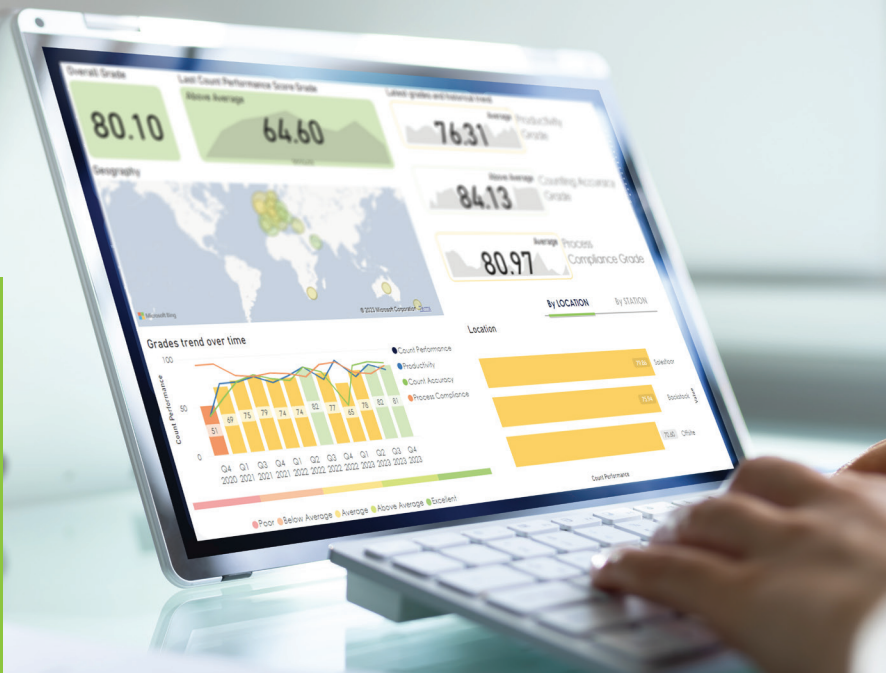 Overall Grade
80.10
Last Count Performance Score Grade
Above Average
64.60
Latest grades and historical trend
Average
76.31
Productivity
Grade
Above Average
84.13
Counting Accuracy
Grade
Average
80.97
Process
Compliance Grade
Geography
Microsoft Bing
© 2023 Microsoft Corporation
By LOCATION
By STATION
Grades trend over time
Count Performance
100
50
0
51
69
75
79
74
74
82
77
65
78
82
81
Q4 Q1 Q3 Q4 Q1 Q2 Q3 Q4 Q1 Q2 Q3 Q4
2020 2021 2021 2021 2022 2022 2022 2022 2023 2023 2023 2023
Count Performance
Productivity
Count Accuracy
Process Compliance
Poor Below Average Average Above Average Excellent
Location
Salesfloor
Offsite
Count Performance